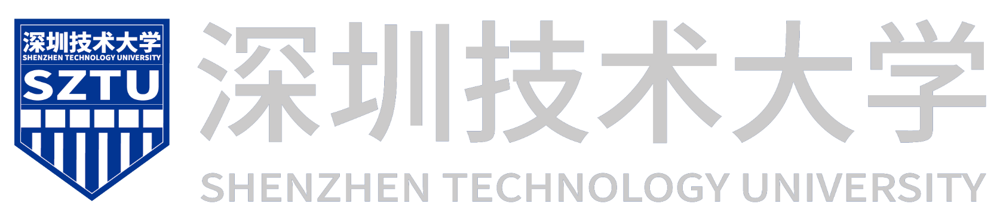 深圳技术大学
SHENZHEN TECHNOLOGY UNIVERSITY
SZTU
深圳技术大学
SHENZHEN TECHNOLOGY UNIVERSITY